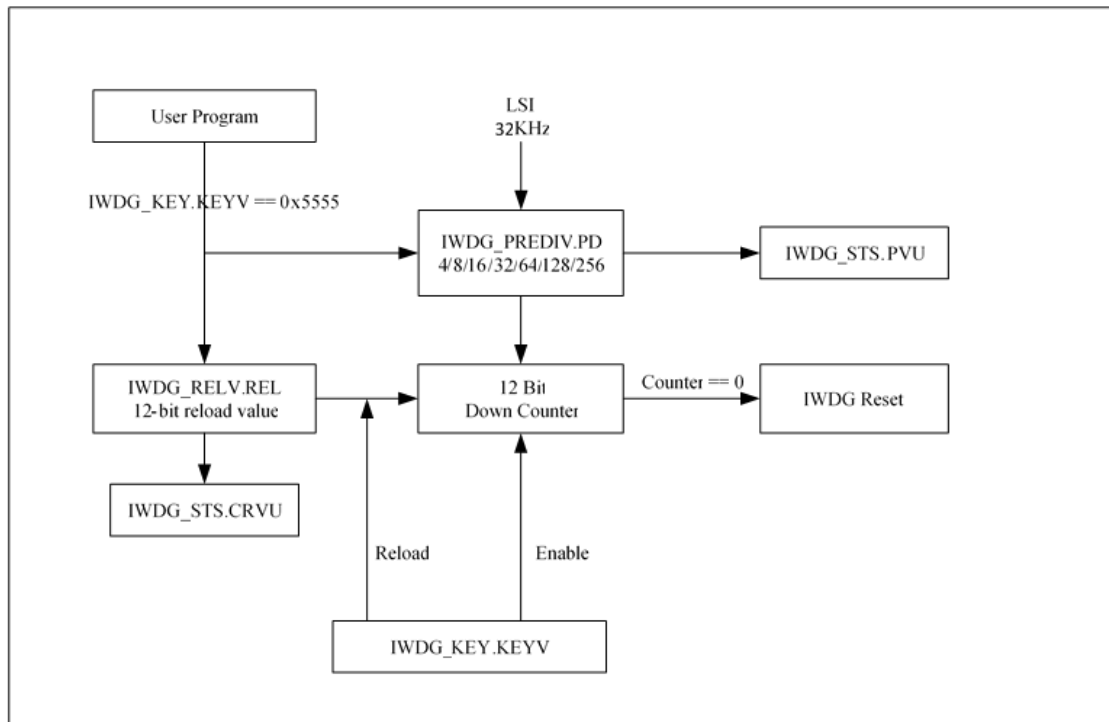 User Program
LSI
32KHz
IWDG_KEY.KEYV == 0x5555
IWDG_PREDIV.PD
4/8/16/32/64/128/256
IWDG_STS.PVU
IWDG_RELV.REL
12-bit reload value
12 Bit
Down Counter
Counter == 0
IWDG Reset
IWDG_STS.CRVU
Reload
Enable
IWDG_KEY.KEYV